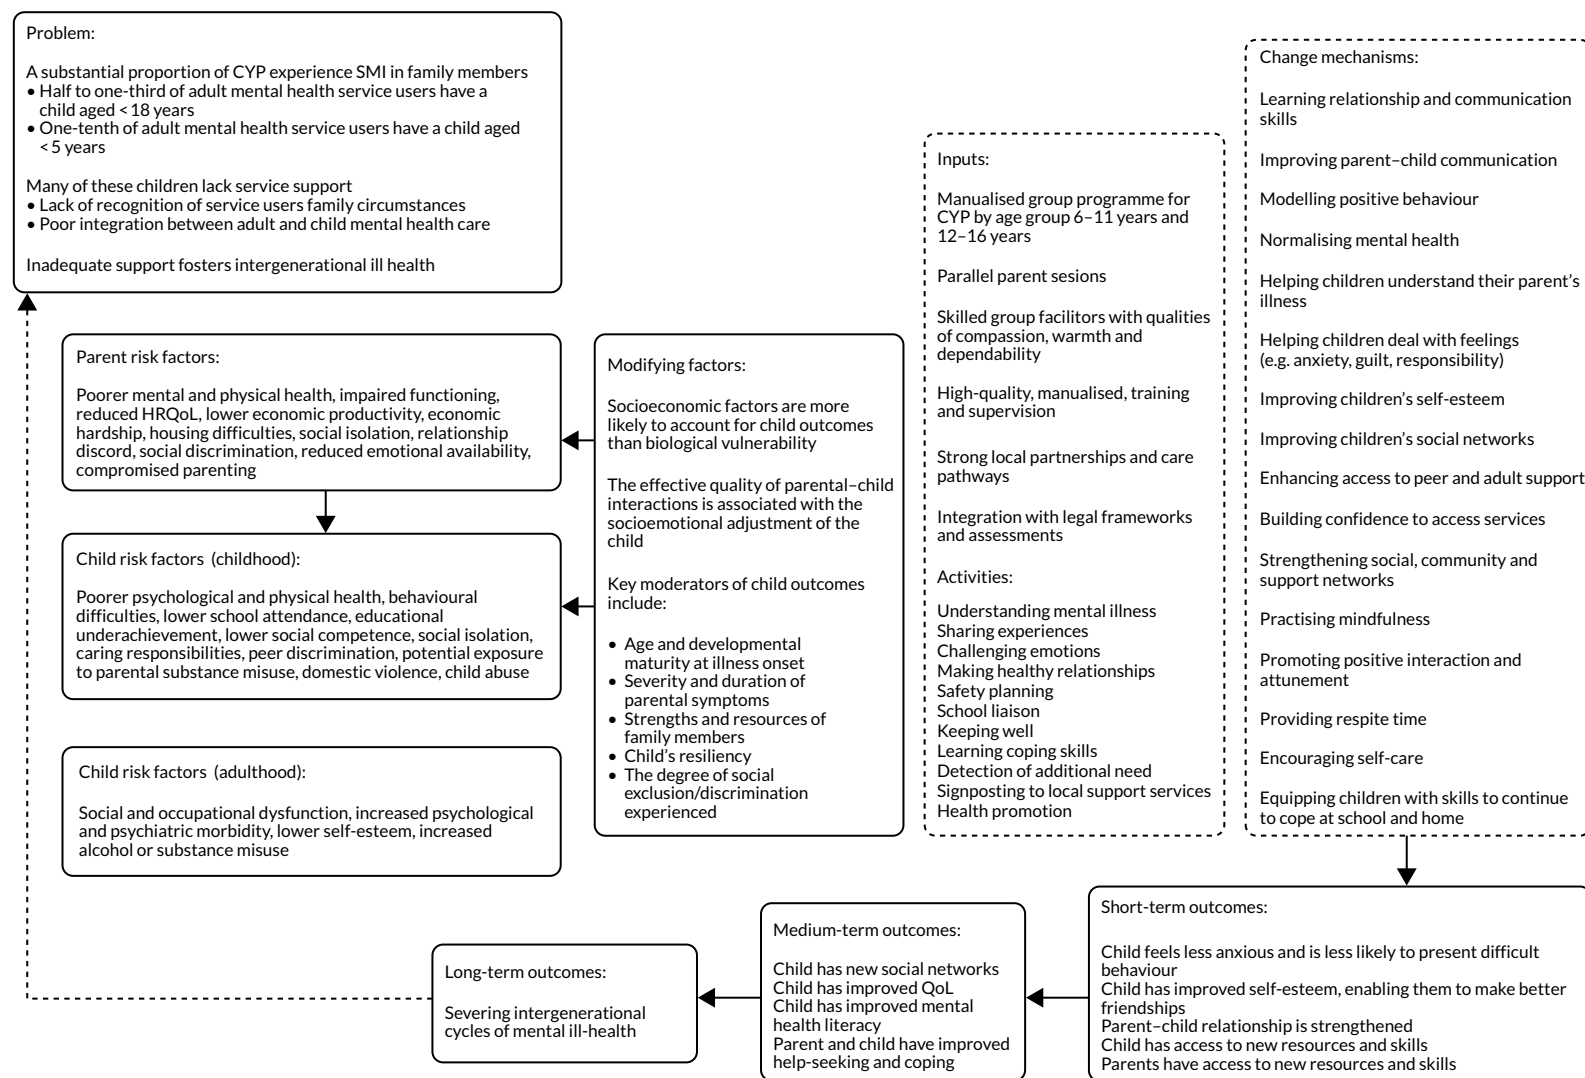 Problem:
A substantial proportion of CYP experience SMI in family members
• Half to one-third of adult mental health service users have a
child aged < 18 years
• One-tenth of adult mental health service users have a child aged
< 5 years
Many of these children lack service support
• Lack of recognition of service users family circumstances
• Poor integration between adult and child mental health care
Inadequate support fosters intergenerational ill health
Parent risk factors:
Poorer mental and physical health, impaired functioning,
reduced HRQoL, lower economic productivity, economic
hardship, housing difficulties, social isolation, relationship
discord, social discrimination, reduced emotional availability,
compromised parenting
Child risk factors (childhood):
Poorer psychological and physical health, behavioural
difficulties, lower school attendance, educational
underachievement, lower social competence, social isolation,
caring responsibilities, peer discrimination, potential exposure
to parental substance misuse, domestic violence, child abuse
Child risk factors (adulthood):
Social and occupational dysfunction, increased psychological
and psychiatric morbidity, lower self-esteem, increased
alcohol or substance misuse
Modifying factors:
Socioeconomic factors are more
likely to account for child outcomes
than biological vulnerability
The effective quality of parental–child
interactions is associated with the
socioemotional adjustment of the
child
Key moderators of child outcomes
include:
• Age and developmental
maturity at illness onset
• Severity and duration of
parental symptoms
• Strengths and resources of
family members
• Child's resiliency
• The degree of social
exclusion/discrimination
experienced
Inputs:
Manualised group programme for
CYP by age group 6–11 years and
12–16 years
Parallel parent sesions
Skilled group facilitors with qualities
of compassion, warmth and
dependability
High-quality, manualised, training
and supervision
Strong local partnerships and care
pathways
Integration with legal frameworks
and assessments
Activities:
Understanding mental illness
Sharing experiences
Challenging emotions
Making healthy relationships
Safety planning
School liaison
Keeping well
Learning coping skills
Detection of additional need
Signposting to local support services
Health promotion
Change mechanisms:
Learning relationship and communication
skills
Improving parent–child communication
Modelling positive behaviour
Normalising mental health
Helping children understand their parent's
illness
Helping children deal with feelings
(e.g. anxiety, guilt, responsibility)
Improving children's self-esteem
Improving children's social networks
Enhancing access to peer and adult support
Building confidence to access services
Strengthening social, community and
support networks
Practising mindfulness
Promoting positive interaction and
attunement
Providing respite time
Encouraging self-care
Equipping children with skills to continue
to cope at school and home
Short-term outcomes:
Child feels less anxious and is less likely to present difficult
behaviour
Child has improved self-esteem, enabling them to make better
friendships
Parent–child relationship is strengthened
Child has access to new resources and skills
Parents have access to new resources and skills
Medium-term outcomes:
Child has new social networks
Child has improved QoL
Child has improved mental
health literacy
Parent and child have improved
help-seeking and coping
Long-term outcomes:
Severing intergenerational
cycles of mental ill-health